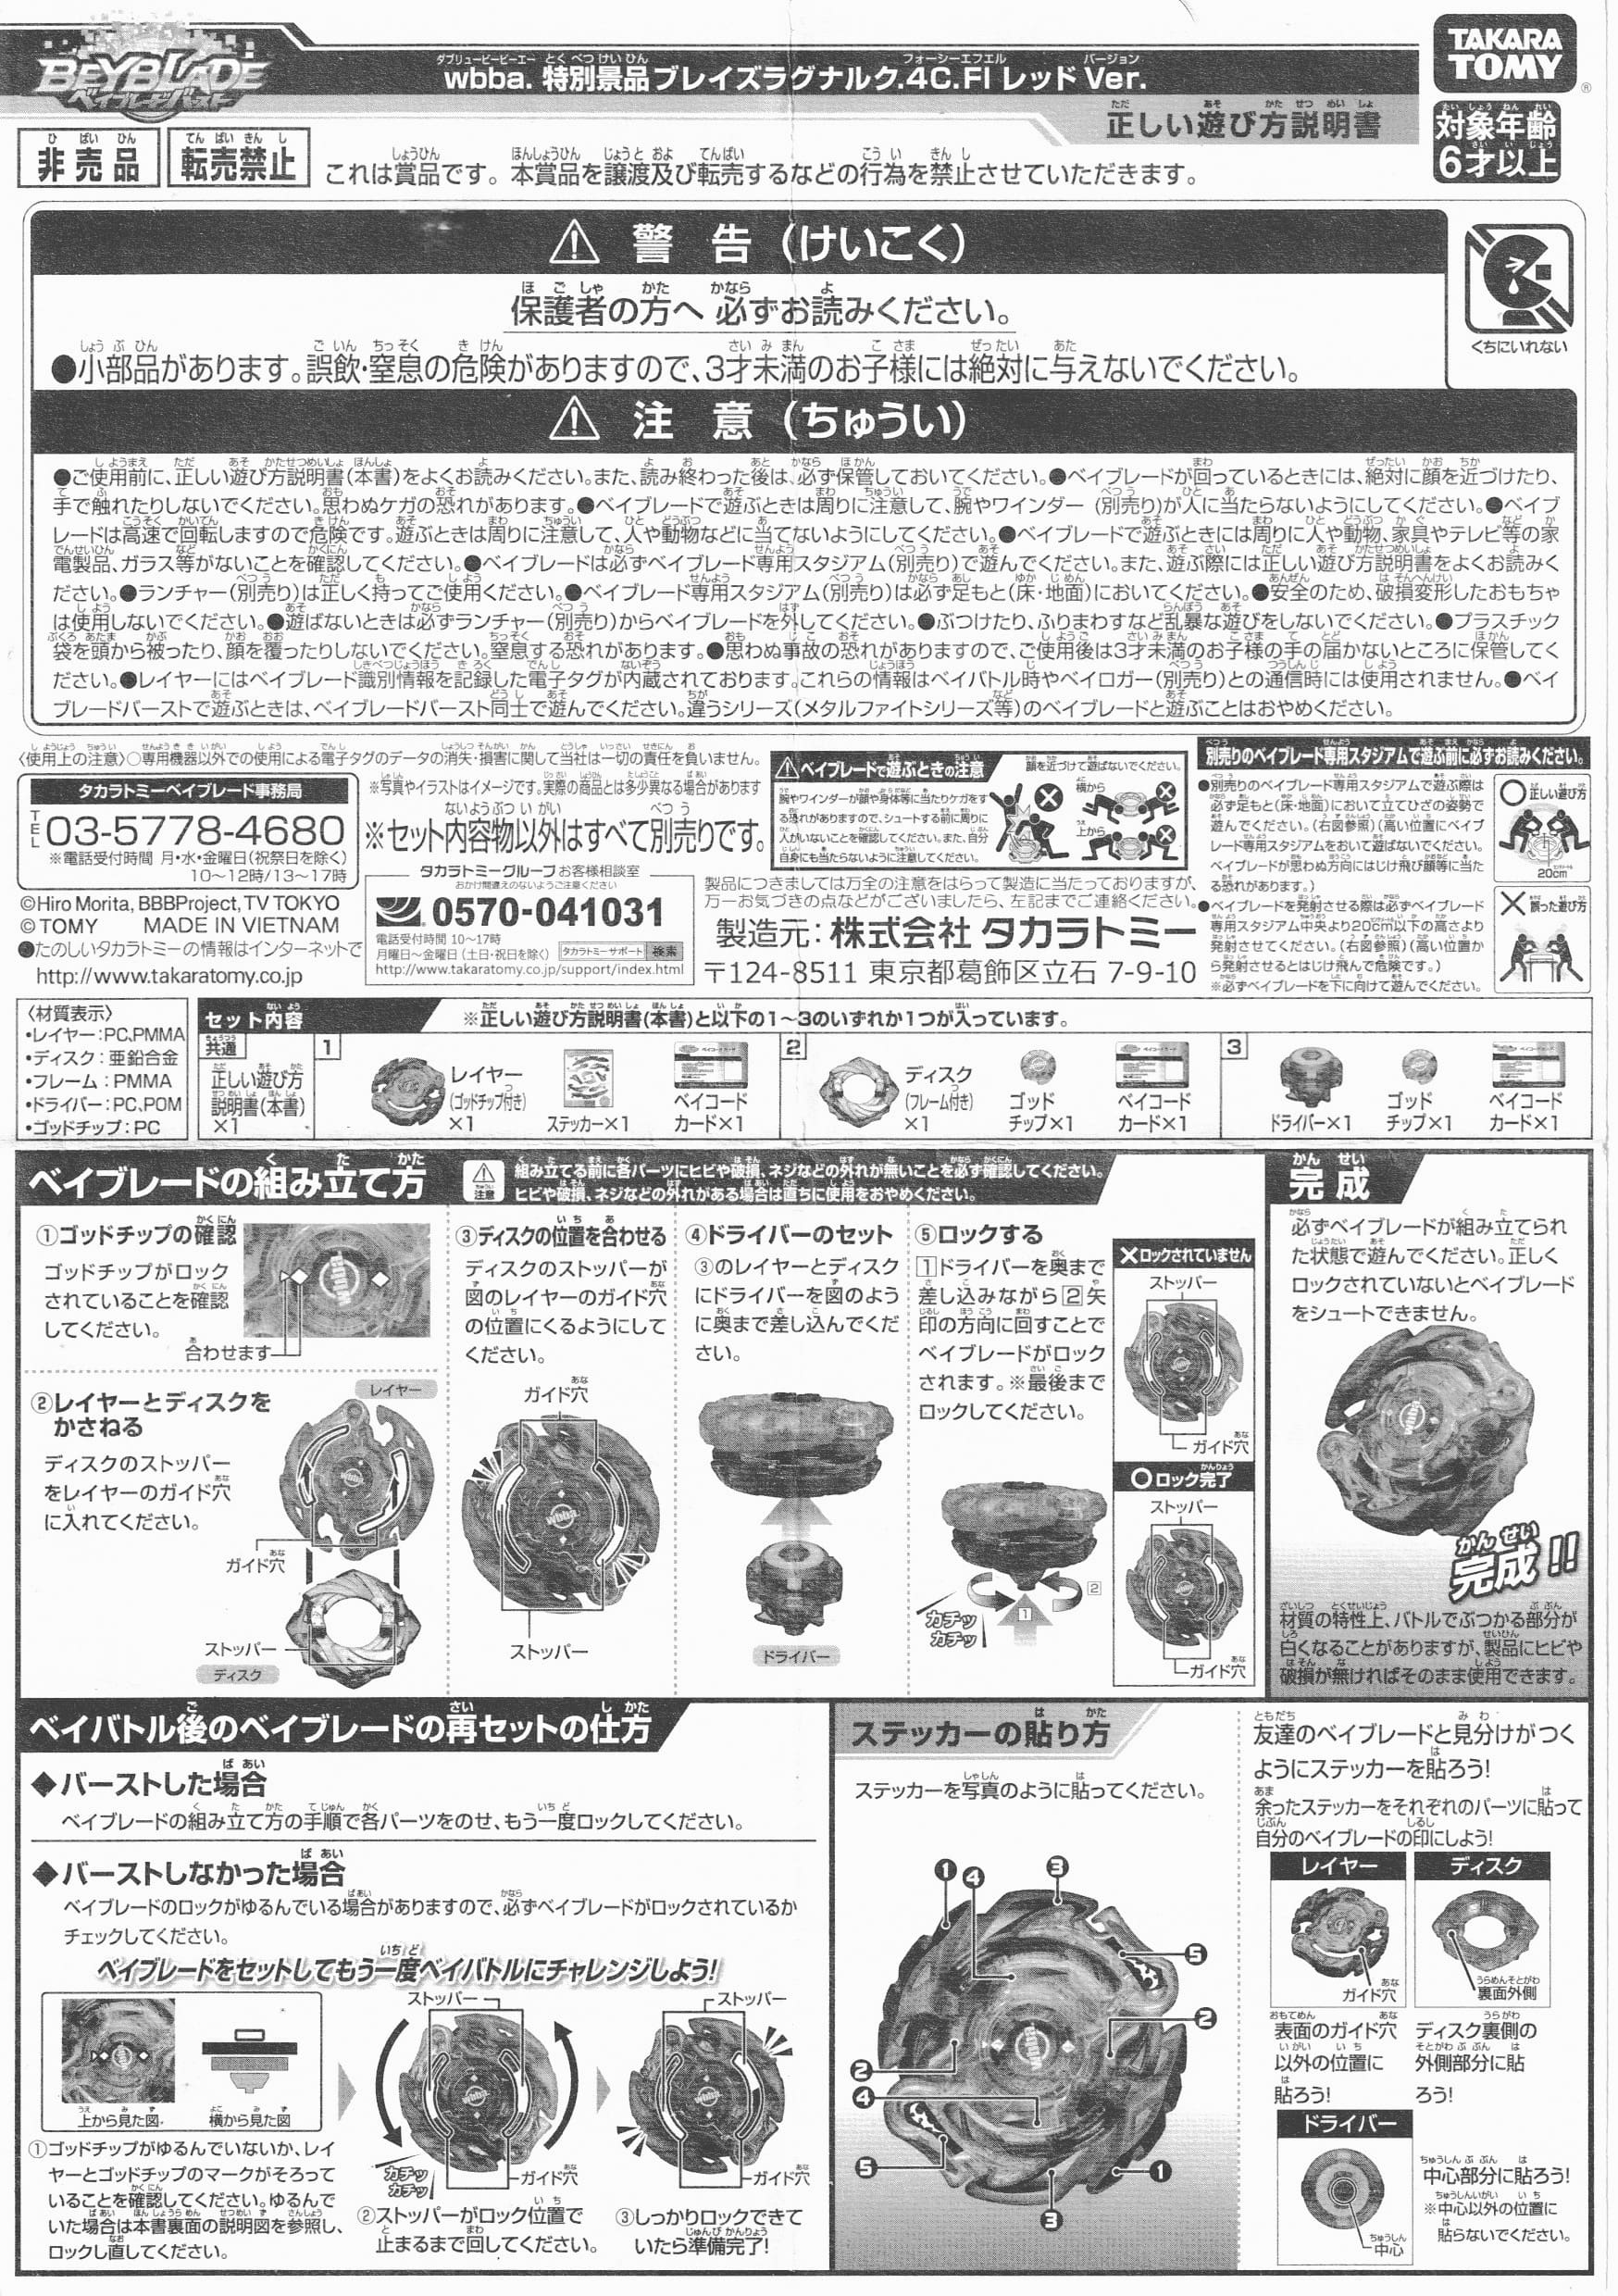 BEYBLADE
ベイブレードバースト
wbba. 特別景品ブレイズラグナルク.4C.Fl レッド Ver.
正しい遊び方説明書
TAKARA TOMY
対象年齢
6才以上
非売品
転売禁止
これは賞品です。本賞品を譲渡及び転売するなどの行為を禁止させていただきます。
警 告 (けいこく)
保護者の方へ 必ずお読みください。
●小部品があります。誤飲・窒息の危険がありますので、3才未満のお子様には絶対に与えないでください。
くちにいれない
注 意 (ちゅうい)
●ご使用前に、正しい遊び方説明書(本書)をよくお読みください。また、読み終わった後は、必ず保管しておいてください。●ベイブレードが回っているときには、絶対に顔を近づけたり、
手で触れたりしないでください。思わぬケガの恐れがあります。●ベイブレードで遊ぶときは周りに注意して、腕やワインダー (別売り)が人に当たらないようにしてください。●ベイブ
レードは高速で回転しますので危険です。遊ぶときは周りに注意して、人や動物などに当てないようにしてください。●ベイブレードで遊ぶときには周りに人や動物、家具やテレビ等の家
電製品、ガラス等がないことを確認してください。●ベイブレードは必ずベイブレード専用スタジアム(別売り)で遊んでください。また、遊ぶ際には正しい遊び方説明書をよくお読みく
ださい。●ランチャー(別売り)は正しく持ってご使用ください。●ベイブレード専用スタジアム(別売り)は必ず足もと(床・地面)においてください。●安全のため、破損変形したおもちゃ
は使用しないでください。●遊ばないときは必ずランチャー(別売り)からベイブレードを外してください。●ぶつけたり、ふりまわすなど乱暴な遊びをしないでください。●プラスチック
袋を頭から被ったり、顔を覆ったりしないでください。窒息する恐れがあります。●思わぬ事故の恐れがありますので、ご使用後は3才未満のお子様の手の届かないところに保管してく
ださい。●レイヤーにはベイブレード識別情報を記録した電子タグが内蔵されております。これらの情報はベイバトル時やベイロガー(別売り)との通信時には使用されません。●ベイ
ブレードバーストで遊ぶときは、ベイブレードバースト同士で遊んでください。違うシリーズ(メタルファイトシリーズ等)のベイブレードと遊ぶことはおやめください。
〈使用上の注意〉○専用機器以外での使用による電子タグのデータの消失・損害に関して当社は一切の責任を負いません。
タカラトミーベイブレード事務局
TEL 03-5778-4680
※電話受付時間 月・水・金曜日(祝祭日を除く)
10〜12時/13〜17時
©Hiro Morita, BBBProject, TV TOKYO
© TOMY MADE IN VIETNAM
●たのしいタカラトミーの情報はインターネットで
http://www.takaratomy.co.jp
※写真やイラストはイメージです。実際の商品とは多少異なる場合があります
※セット内容物以外はすべて別売りです。
タカラトミーグループ お客様相談室
おかけ間違えのないようご注意ください
0570-041031
電話受付時間 10〜17時
月曜日〜金曜日 (土日・祝日を除く)
タカラトミーサポート 検索
http://www.takaratomy.co.jp/support/index.html
ベイブレードで遊ぶときの注意
腕やワインダーが顔や身体等に当たりケガをす
る恐れがありますので、シュートする前に周りに
人がいないことを確認してください。また、自分
自身にも当たらないように注意してください。
顔を近づけて遊ばないでください。
横から
上から
製品につきましては万全の注意をはらって製造に当たっておりますが、
万一お気づきの点などがございましたら、左記までご連絡ください。
製造元: 株式会社 タカラトミー
〒124-8511 東京都葛飾区立石 7-9-10
別売りのベイブレード専用スタジアムで遊ぶ前に必ずお読みください。
●別売りのベイブレード専用スタジアムで遊ぶ際は
必ず足もと(床・地面)において立てひざの姿勢で
遊んでください。(右図参照)(高い位置にベイブ
レード専用スタジアムをおいて遊ばないでください。
ベイブレードが思わぬ方向にはじけ飛び顔等に当た
る恐れがあります。)
●ベイブレードを発射させる際は必ずベイブレード
専用スタジアム中央より20cm以下の高さより
発射させてください。(右図参照)(高い位置か
ら発射させるとはじけ飛んで危険です。)
※必ずベイブレードを下に向けて遊んでください。
○正しい遊び方
20cm
×誤った遊び方
〈材質表示〉
•レイヤー:PC、PMMA
•ディスク:亜鉛合金
•フレーム:PMMA
•ドライバー:PC、POM
•ゴッドチップ:PC
セット内容
※正しい遊び方説明書(本書)と以下の1〜3のいずれか1つが入っています。
共通
正しい遊び方
説明書(本書)
×1
1
レイヤー
(ゴッドチップ付き)
×1
ステッカー×1
ベイコード
カード×1
2
ディスク
(フレーム付き)
×1
ゴッド
チップ×1
ベイコード
カード×1
3
ドライバー×1
ゴッド
チップ×1
ベイコード
カード×1
ベイブレードの組み立て方
注意
組み立てる前に各パーツにヒビや破損、ネジなどの外れが無いことを必ず確認してください。
ヒビや破損、ネジなどの外れがある場合は直ちに使用をおやめください。
①ゴッドチップの確認
ゴッドチップがロック
されていることを確認
してください。
合わせます
②レイヤーとディスクを
かさねる
ディスクのストッパー
をレイヤーのガイド穴
に入れてください。
レイヤー
ガイド穴
ストッパー
ディスク
③ディスクの位置を合わせる
ディスクのストッパーが
図のレイヤーのガイド穴
の位置にくるようにして
ください。
ガイド穴
ストッパー
④ドライバーのセット
③のレイヤーとディスク
にドライバーを図のよう
に奥まで差し込んでくだ
さい。
ドライバー
⑤ロックする
1ドライバーを奥まで
差し込みながら2矢
印の方向に回すことで
ベイブレードがロック
されます。※最後まで
ロックしてください。
カチッ
カチッ
1
2
×ロックされていません
ストッパー
ガイド穴
○ロック完了
ストッパー
ガイド穴
完成
必ずベイブレードが組み立てられ
た状態で遊んでください。正しく
ロックされていないとベイブレード
をシュートできません。
完成!!
材質の特性上、バトルでぶつかる部分が
白くなることがありますが、製品にヒビや
破損が無ければそのまま使用できます。
ベイバトル後のベイブレードの再セットの仕方
◆バーストした場合
ベイブレードの組み立て方の手順で各パーツをのせ、もう一度ロックしてください。
◆バーストしなかった場合
ベイブレードのロックがゆるんでいる場合がありますので、必ずベイブレードがロックされているか
チェックしてください。
ベイブレードをセットしてもう一度ベイバトルにチャレンジしよう!
上から見た図
横から見た図
①ゴッドチップがゆるんでいないか、レイ
ヤーとゴッドチップのマークがそろって
いることを確認してください。ゆるんで
いた場合は本書裏面の説明図を参照し、
ロックし直してください。
ストッパー
カチッ
カチッ
ガイド穴
②ストッパーがロック位置で
止まるまで回してください。
ストッパー
ガイド穴
③しっかりロックできて
いたら準備完了!
ステッカーの貼り方
ステッカーを写真のように貼ってください。
❶ ❹ ❸
❺
❷
❷
❹
❺
❶
❸
友達のベイブレードと見分けがつく
ようにステッカーを貼ろう!
余ったステッカーをそれぞれのパーツに貼って
自分のベイブレードの印にしよう!
レイヤー
ガイド穴
表面のガイド穴
以外の位置に
貼ろう!
ディスク
裏面外側
ディスク裏側の
外側部分に貼
ろう!
ドライバー
中心
中心部分に貼ろう!
※中心以外の位置に
貼らないでください。